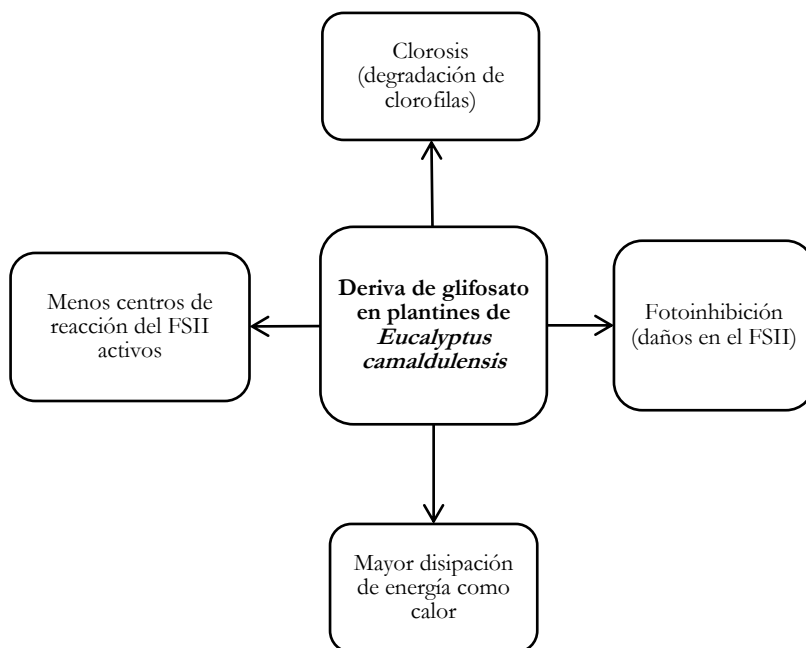 Clorosis
(degradación de
clorofilas)
Menos centros de
reacción del FSII
activos
Deriva de glifosato
en plantines de
Eucalyptus
camaldulensis
Fotoinhibición
(daños en el FSII)
Mayor disipación
de energía como
calor